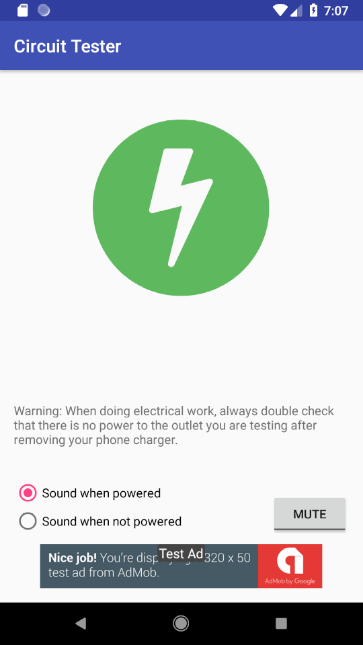 7:07
Circuit Tester
Warning: When doing electrical work, always double check
that there is no power to the outlet you are testing after
removing your phone charger.
Sound when powered
Sound when not powered
MUTE
Nice job! You're displaying 320 x 50
Test Ad
test ad from AdMob.
AdMob by Google